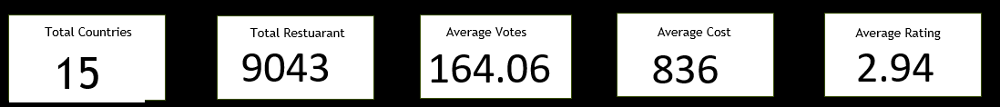 Total Countries
15
Total Restuarant
9043
Average Votes
164.06
Average Cost
836
Average Rating
2.94